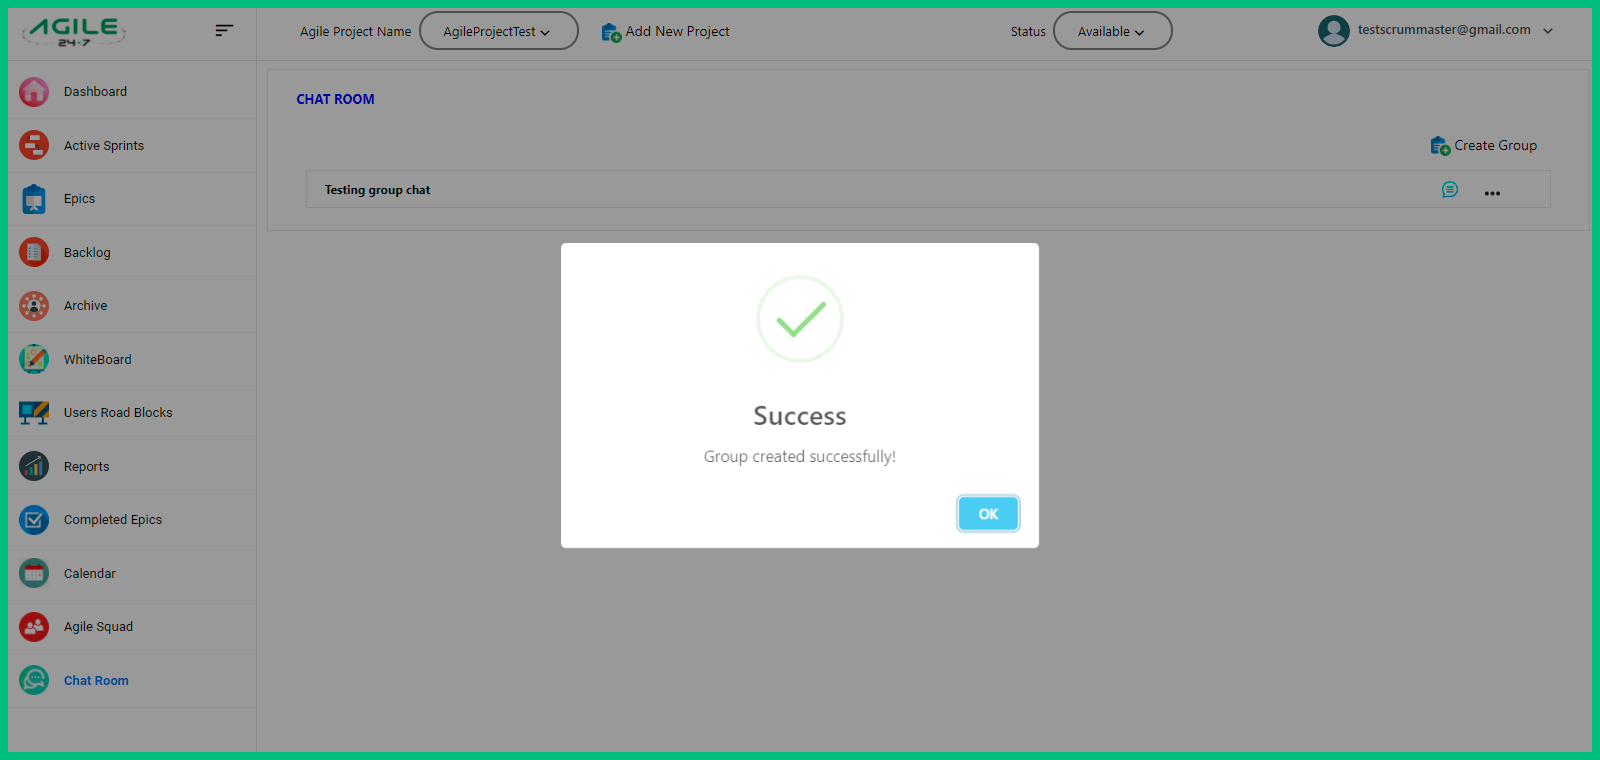 AGILE
24×7
Agile Project Name
AgileProjectTest
Add New Project
Status
Available
testscrummaster@gmail.com
Dashboard
Active Sprints
Epics
Backlog
Archive
WhiteBoard
Users Road Blocks
Reports
Completed Epics
Calendar
Agile Squad
Chat Room
CHAT ROOM
Create Group
Testing group chat
Success
Group created successfully!
OK